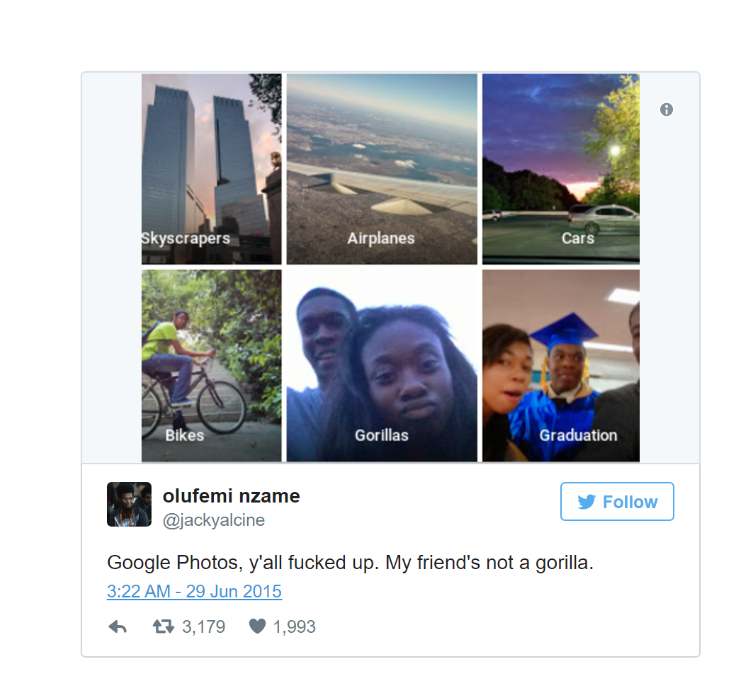 Skyscrapers
Airplanes
Cars
Bikes
Gorillas
Graduation
olufemi nzame
@jackyalcine
Follow
Google Photos, y'all fucked up. My friend's not a gorilla.
3:22 AM - 29 Jun 2015
3,179
1,993